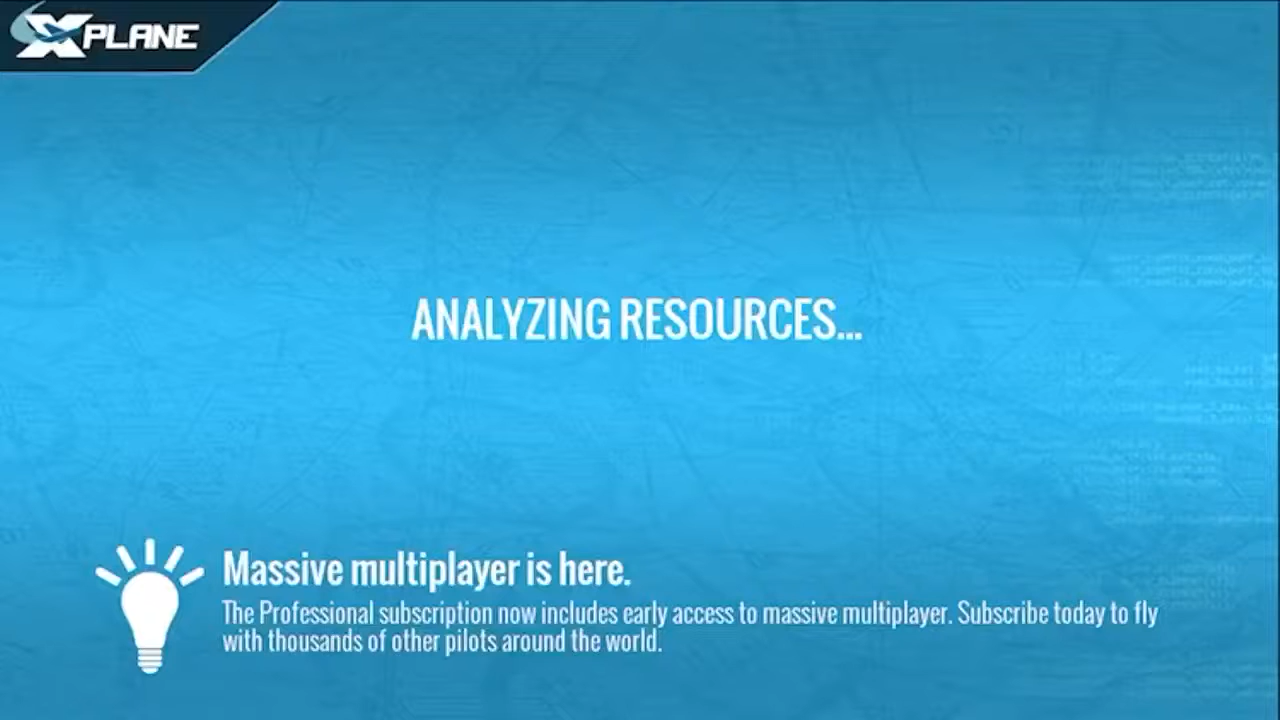 XPLANE
ANALYZING RESOURCES...
Massive multiplayer is here.
The Professional subscription now includes early access to massive multiplayer. Subscribe today to fly
with thousands of other pilots around the world.